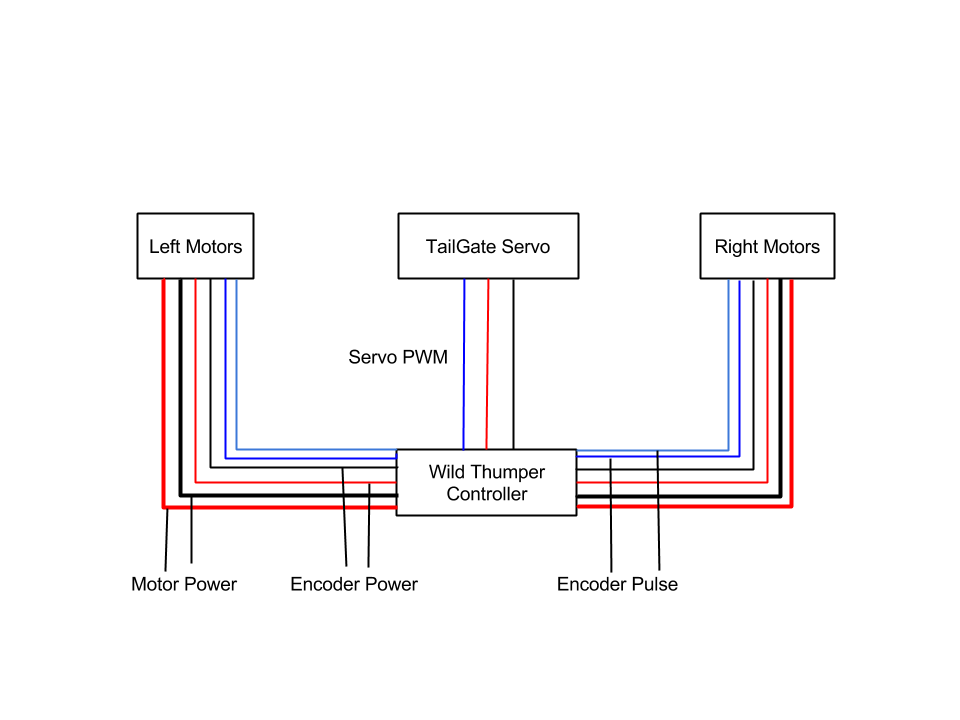 Left Motors
TailGate Servo
Right Motors
Servo PWM
Wild Thumper
Controller
Motor Power
Encoder Power
Encoder Pulse